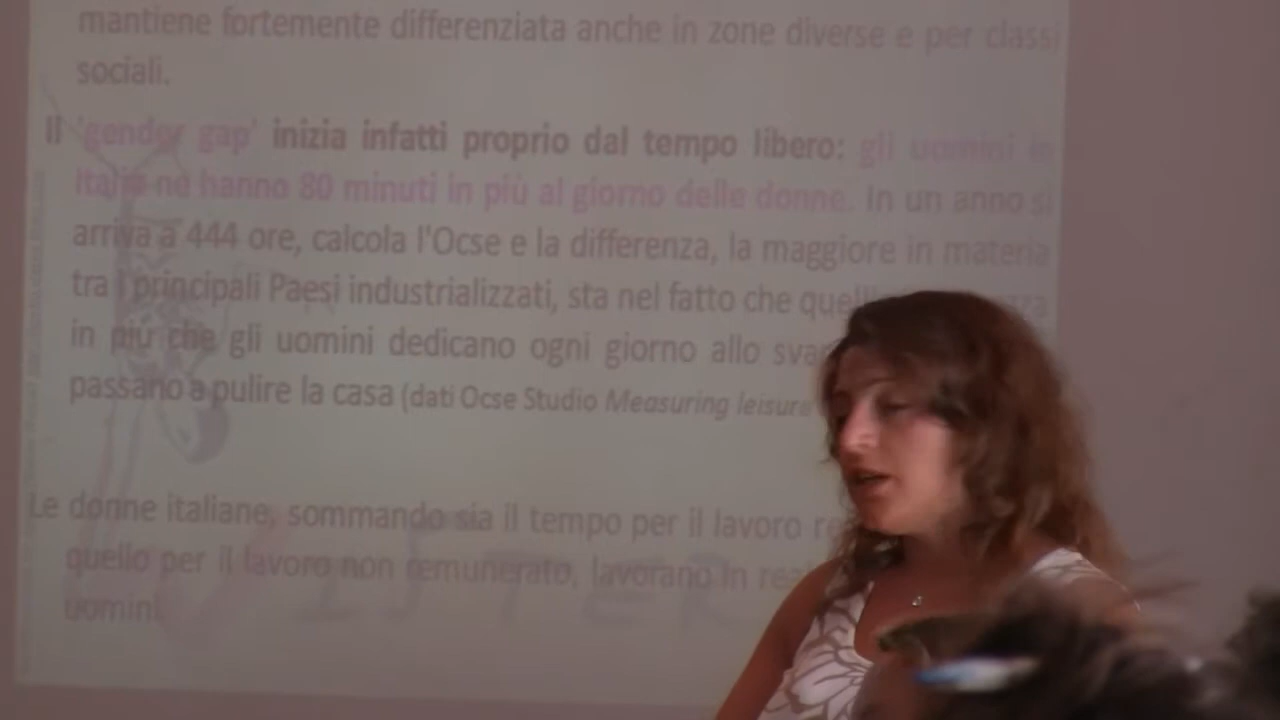 mantiene fortemente differenziata anche in zone diverse e per classi
sociali.
Il 'gender gap' inizia infatti proprio dal tempo libero: gli uomini in
Italia ne hanno 80 minuti in più al giorno delle donne. In un anno si
arriva a 444 ore, calcola l'Ocse e la differenza, la maggiore in materia
tra i principali Paesi industrializzati, sta nel fatto che
in più che gli uomini dedicano ogni giorno allo
passano a pulire la casa (dati Ocse Studio Measuring leisure
Le donne italiane, sommando sia il tempo per il lavoro
quello per il lavoro non remunerato, lavorano in
uomini.